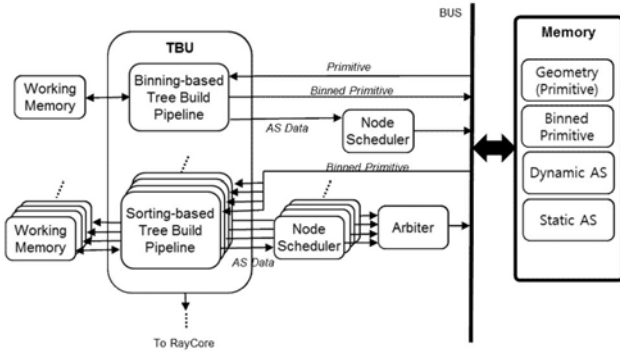 BUS
TBU
Memory
Working
Memory
Binning-based
Tree Build
Pipeline
Primitive
Binned Primitive
AS Data
Node
Scheduler
Geometry
(Primitive)
Binned
Primitive
Dynamic AS
Static AS
Binned Primitive
Working
Memory
Sorting-based
Tree Build
Pipeline
AS Data
Node
Scheduler
Arbiter
To RayCore